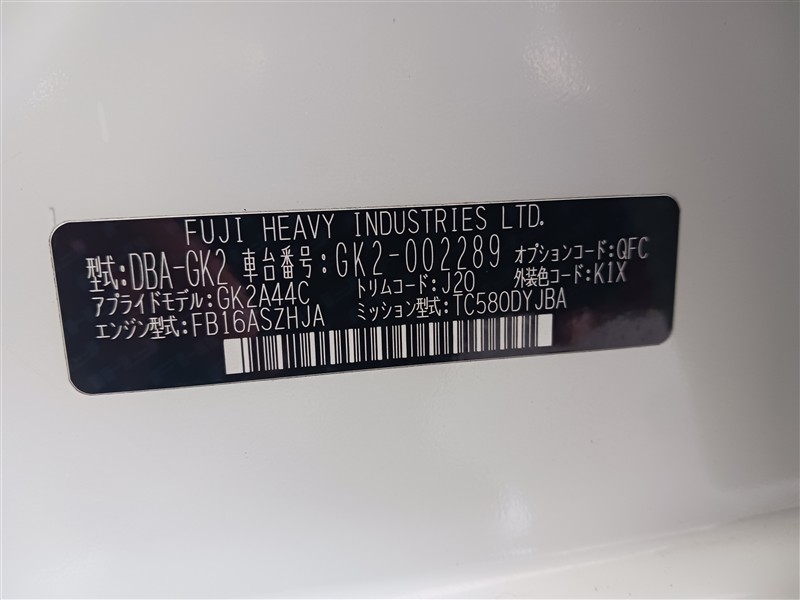 FUJI HEAVY INDUSTRIES LTD.
型式:DBA-GK2 車台番号:GK2-002289 オプションコード:QFC
アプライドモデル:GK2A44C トリムコード:J20 外装色コード:K1X
エンジン型式:FB16ASZHJA ミッション型式:TC580DYJBA